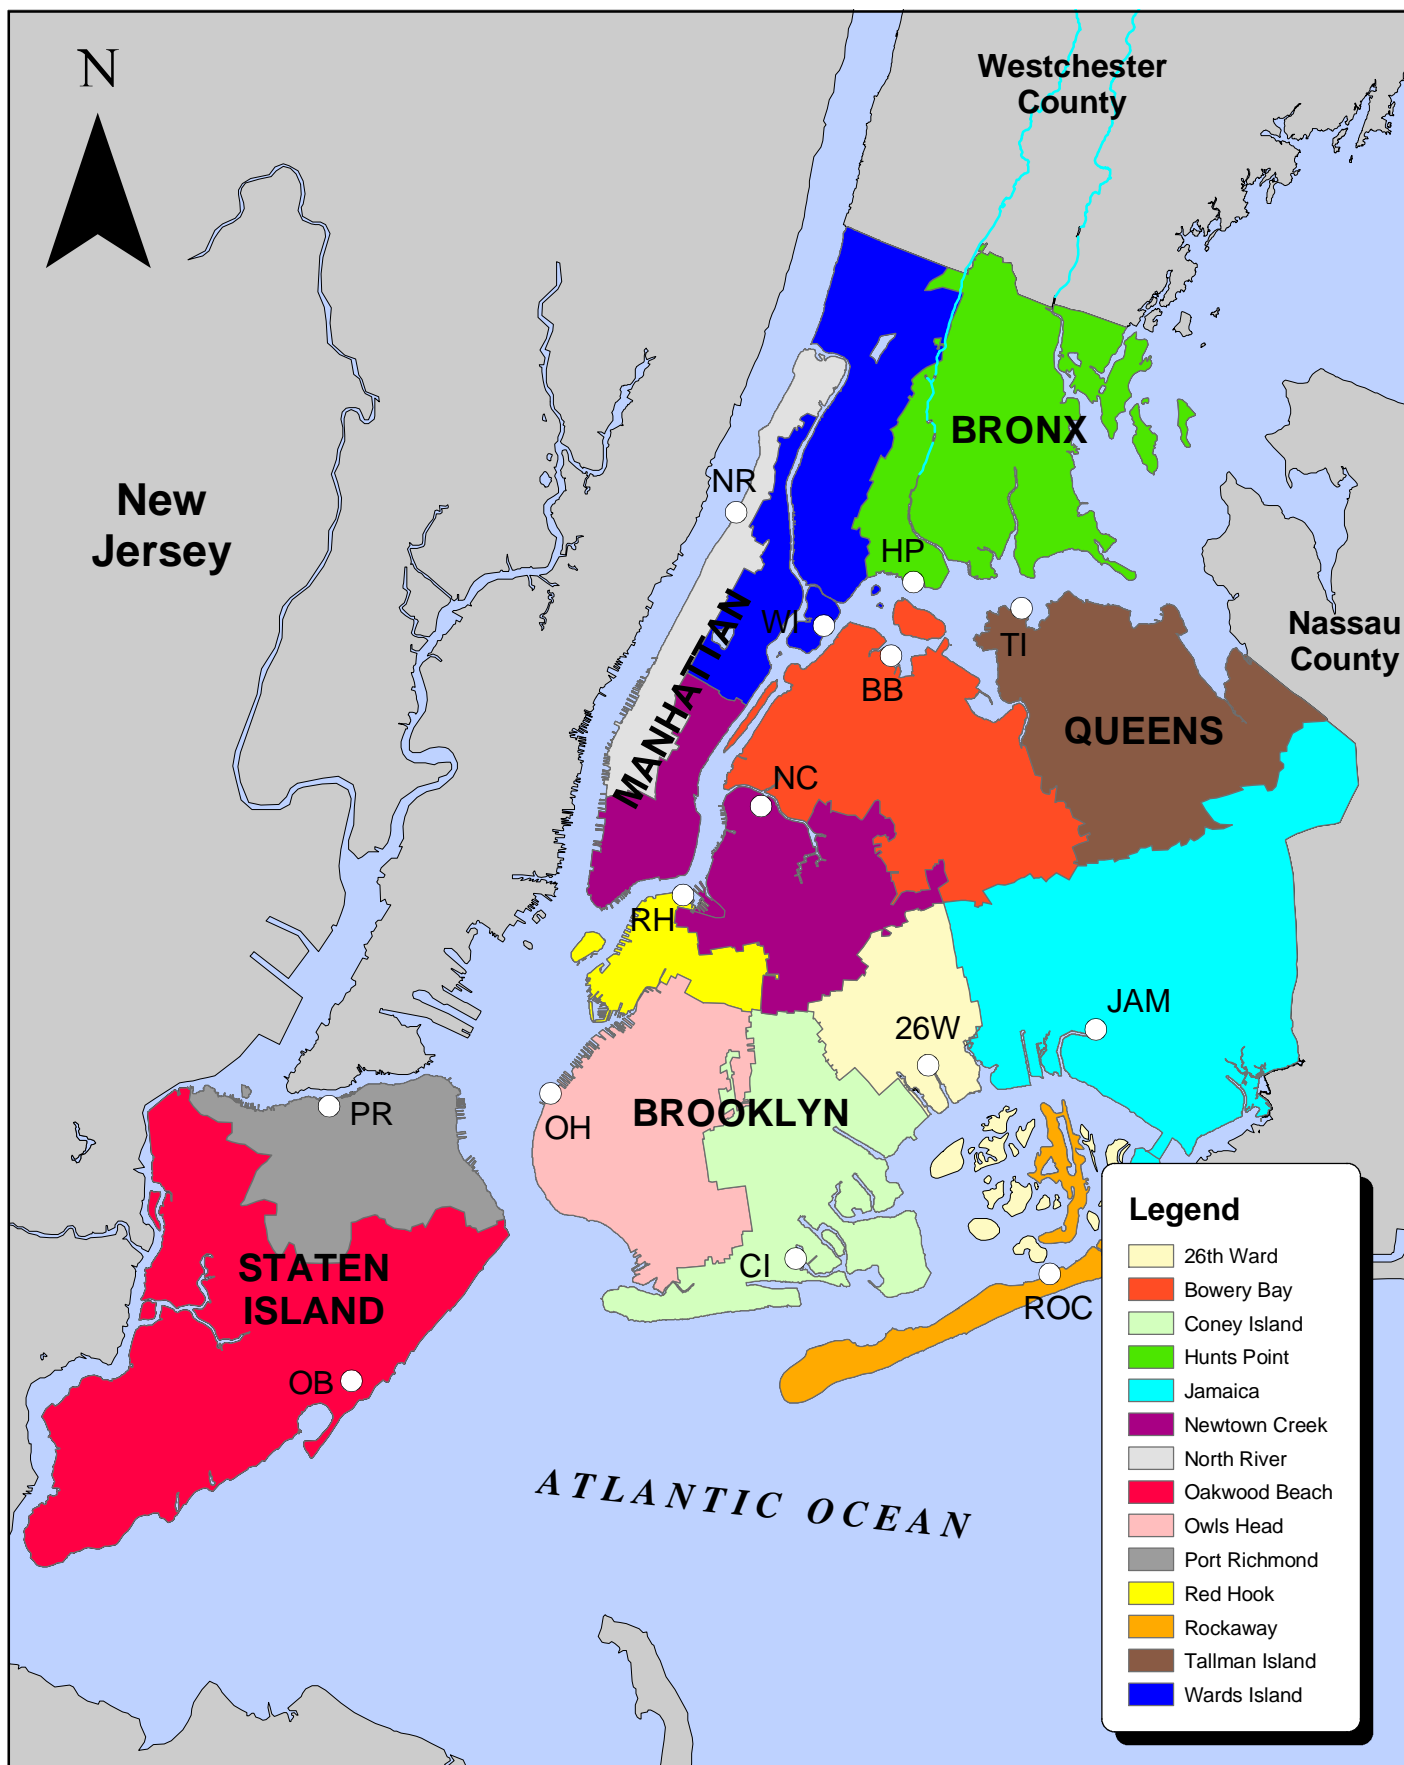 N
Westchester
County
BRONX
New
Jersey
NR
HP
MANHATTAN
WI
TI
Nassau
County
BB
QUEENS
NC
RH
JAM
26W
PR
OH
BROOKLYN
STATEN
ISLAND
CI
ROC
OB
ATLANTIC OCEAN
Legend
26th Ward
Bowery Bay
Coney Island
Hunts Point
Jamaica
Newtown Creek
North River
Oakwood Beach
Owls Head
Port Richmond
Red Hook
Rockaway
Tallman Island
Wards Island